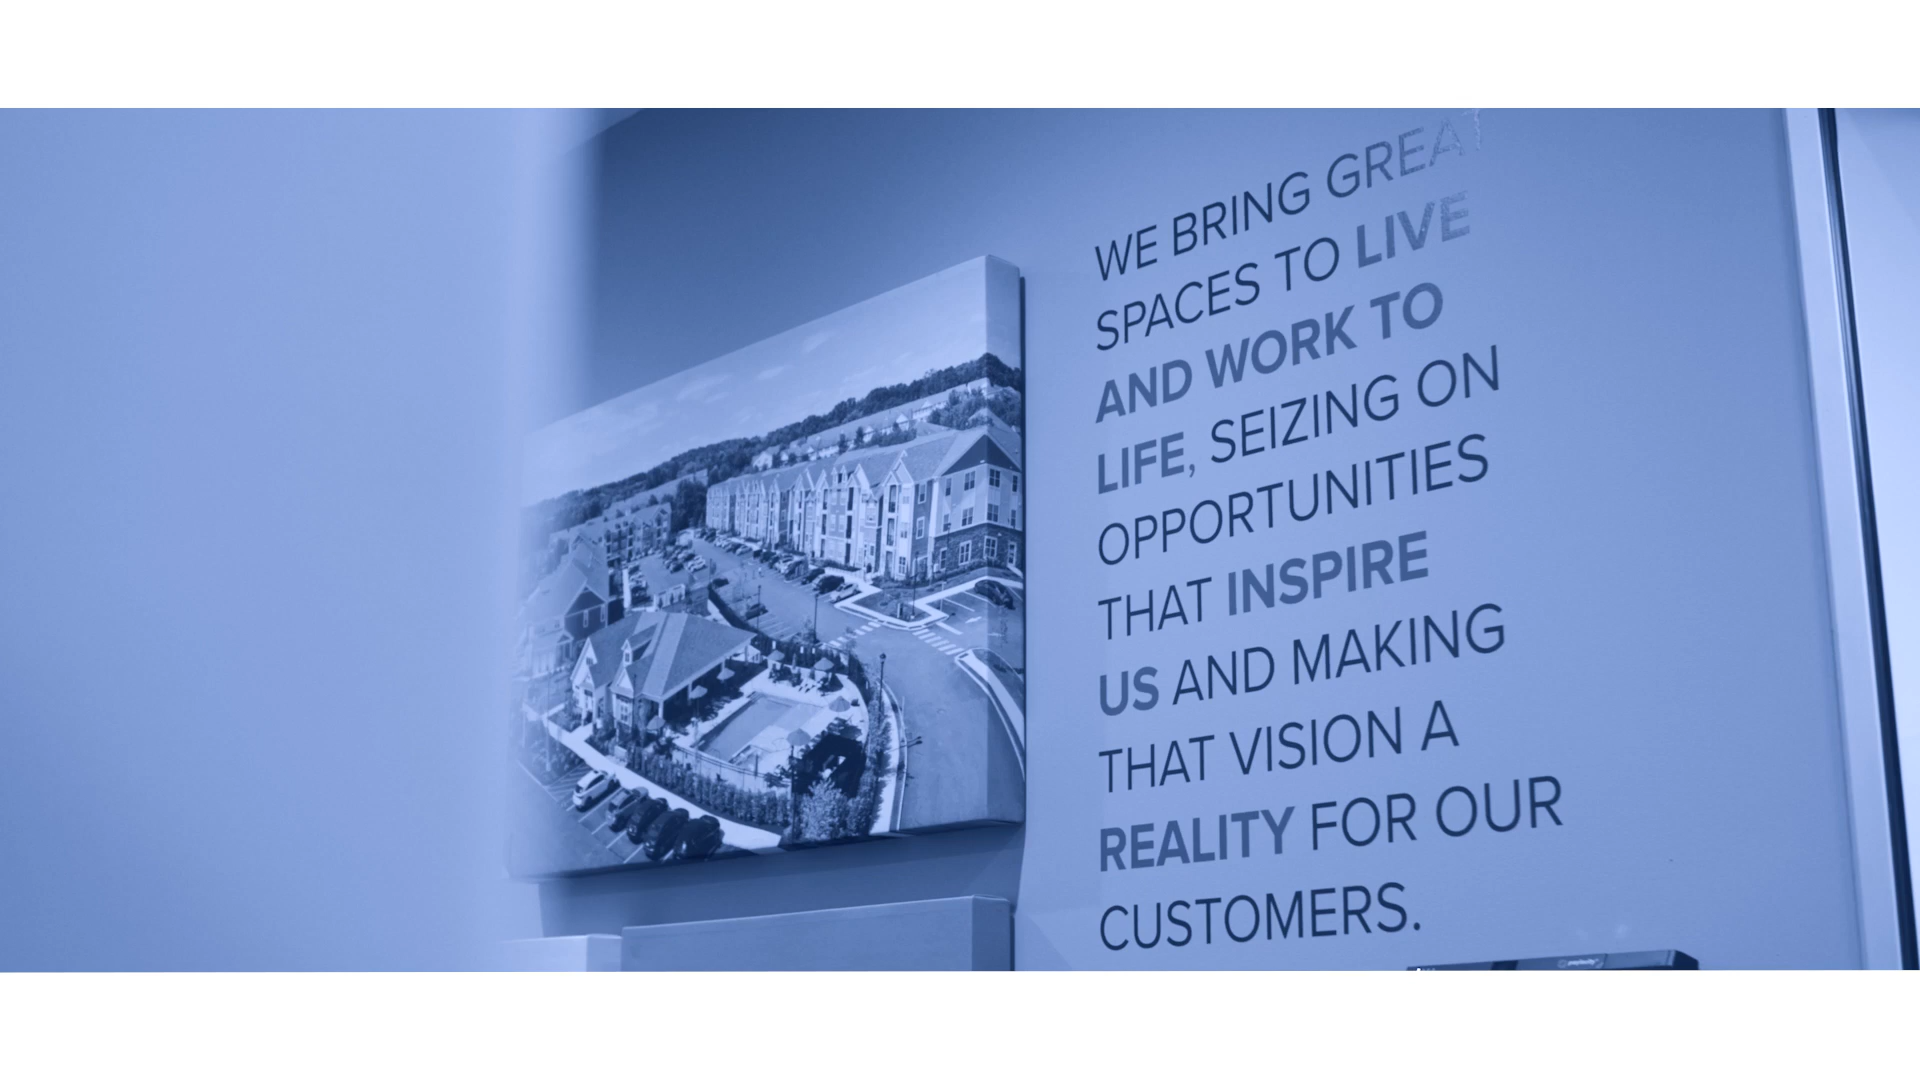 WE BRING GREAT
SPACES TO LIVE
AND WORK TO
LIFE, SEIZING ON
OPPORTUNITIES
THAT INSPIRE
US AND MAKING
THAT VISION A
REALITY FOR OUR
CUSTOMERS.